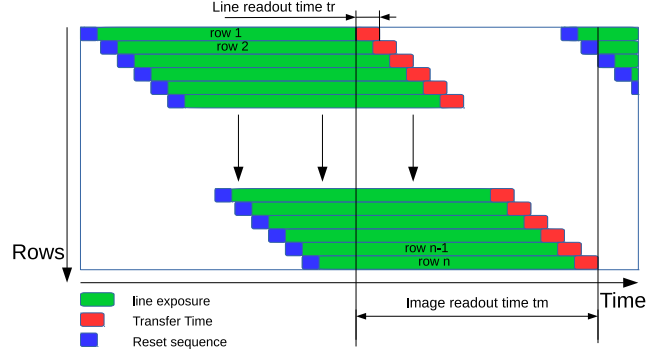 Line readout time tr
row 1
row 2
row n-1
row n
Rows
Time
line exposure
Image readout time tm
Transfer Time
Reset sequence